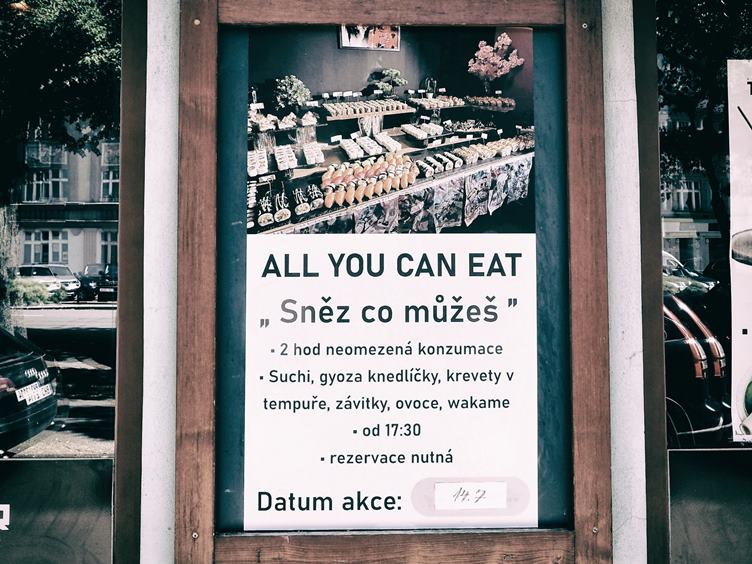 ALL YOU CAN EAT
„ Sněz co můžeš ”
▪ 2 hod neomezená konzumace
▪ Suchi, gyoza knedlíčky, krevety v
tempuře, závitky, ovoce, wakame
▪ od 17:30
▪ rezervace nutná
Datum akce: 14.7